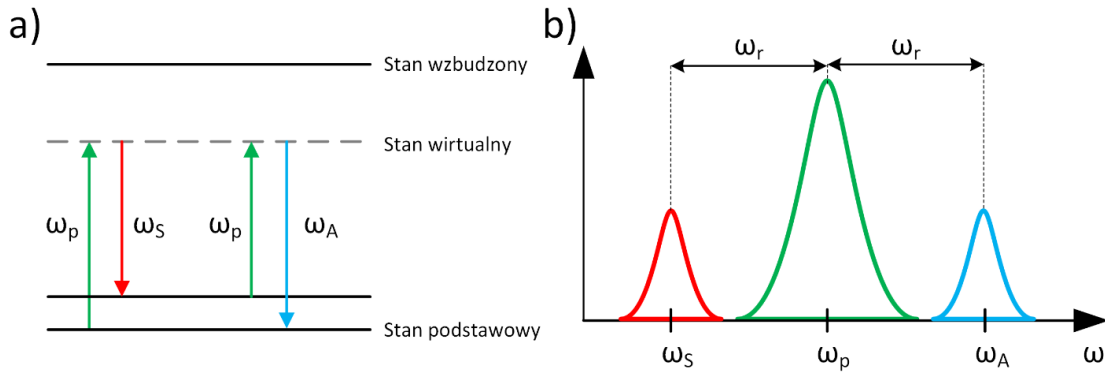 a)
Stan wzbudzony
Stan wirtualny
ωp
ωS
ωp
ωA
Stan podstawowy
b)
ωr
ωr
ωS
ωp
ωA
ω